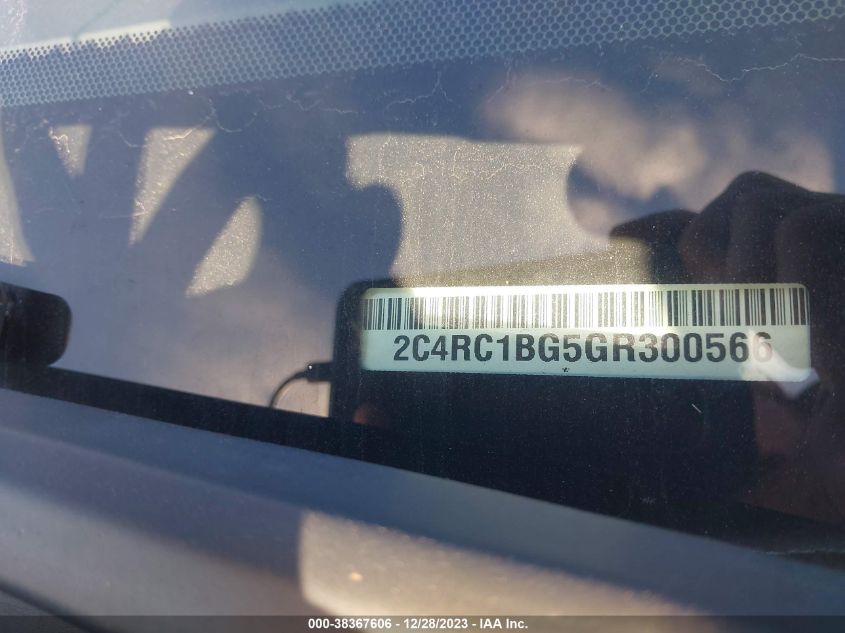 2C4RC1BG5GR300566
000-38367606 - 12/28/2023 - IAA Inc.